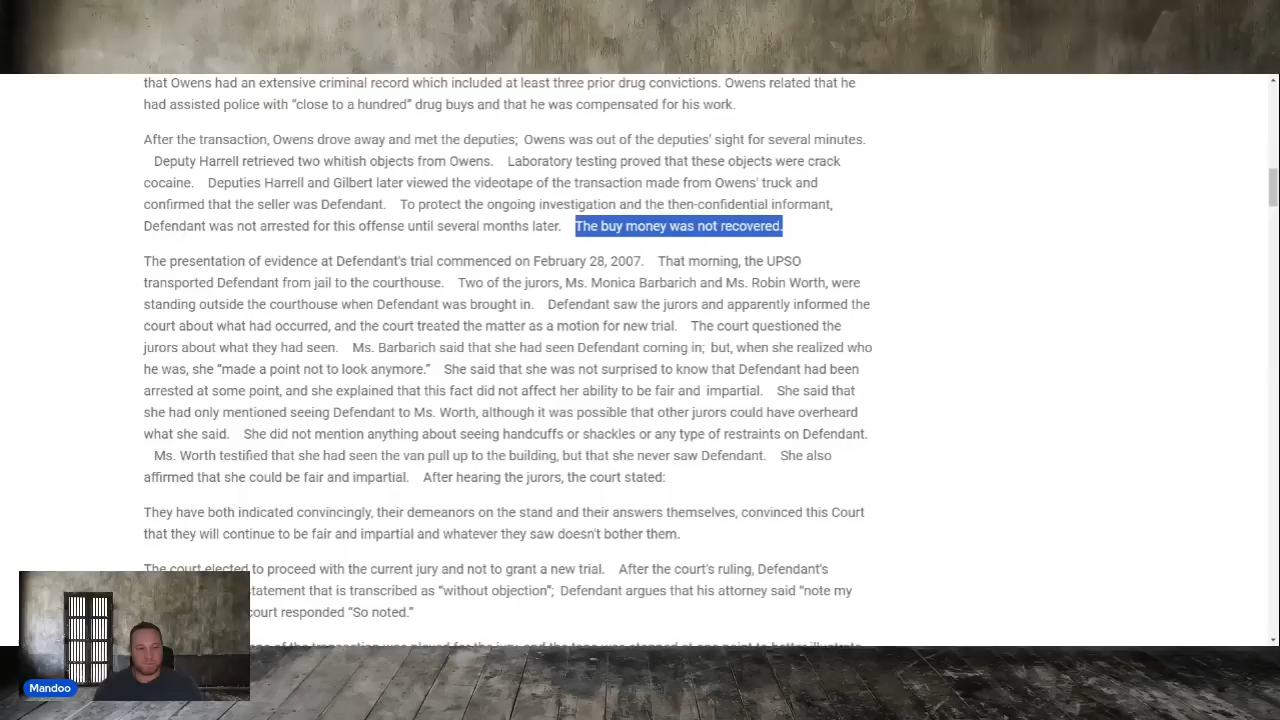 that Owens had an extensive criminal record which included at least three prior drug convictions. Owens related that he
had assisted police with “close to a hundred” drug buys and that he was compensated for his work.
After the transaction, Owens drove away and met the deputies; Owens was out of the deputies' sight for several minutes.
Deputy Harrell retrieved two whitish objects from Owens. Laboratory testing proved that these objects were crack
cocaine. Deputies Harrell and Gilbert later viewed the videotape of the transaction made from Owens' truck and
confirmed that the seller was Defendant. To protect the ongoing investigation and the then-confidential informant,
Defendant was not arrested for this offense until several months later. The buy money was not recovered.
The presentation of evidence at Defendant's trial commenced on February 28, 2007. That morning, the UPSO
transported Defendant from jail to the courthouse. Two of the jurors, Ms. Monica Barbarich and Ms. Robin Worth, were
standing outside the courthouse when Defendant was brought in. Defendant saw the jurors and apparently informed the
court about what had occurred, and the court treated the matter as a motion for new trial. The court questioned the
jurors about what they had seen. Ms. Barbarich said that she had seen Defendant coming in; but, when she realized who
he was, she “made a point not to look anymore.” She said that she was not surprised to know that Defendant had been
arrested at some point, and she explained that this fact did not affect her ability to be fair and impartial. She said that
she had only mentioned seeing Defendant to Ms. Worth, although it was possible that other jurors could have overheard
what she said. She did not mention anything about seeing handcuffs or shackles or any type of restraints on Defendant.
Ms. Worth testified that she had seen the van pull up to the building, but that she never saw Defendant. She also
affirmed that she could be fair and impartial. After hearing the jurors, the court stated:
They have both indicated convincingly, their demeanors on the stand and their answers themselves, convinced this Court
that they will continue to be fair and impartial and whatever they saw doesn't bother them.
The court elected to proceed with the current jury and not to grant a new trial. After the court's ruling, Defendant's
tatement that is transcribed as “without objection”; Defendant argues that his attorney said “note my
court responded “So noted.”
Mandoo